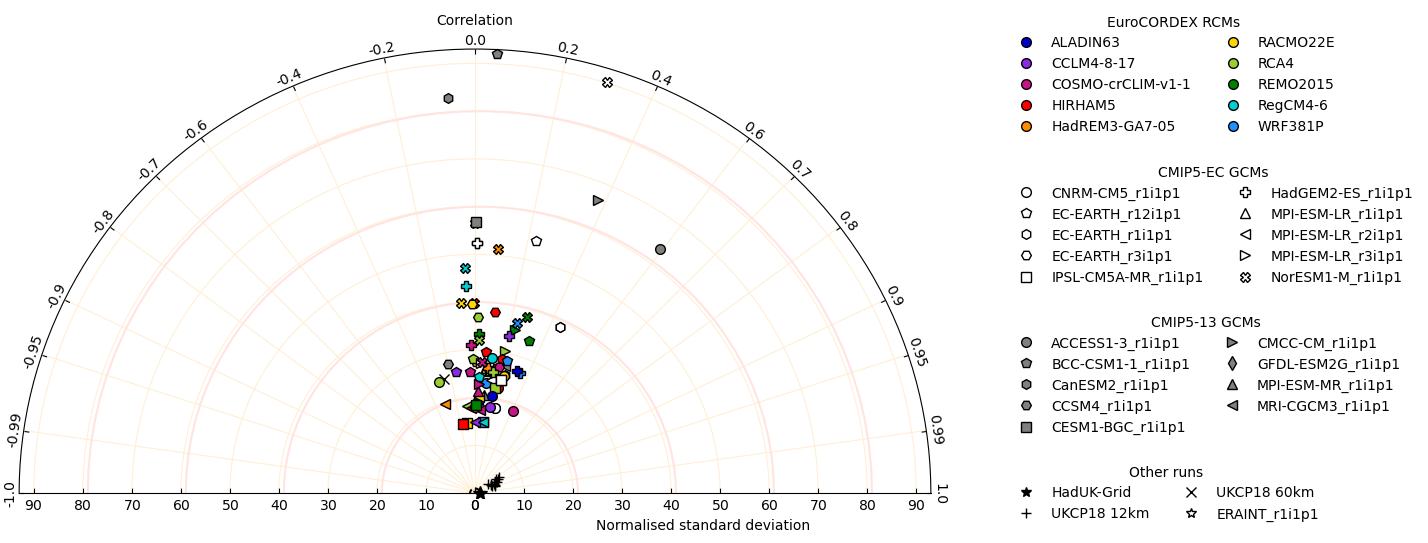 Correlation
-1.0
-0.99
-0.95
-0.9
-0.8
-0.7
-0.6
-0.4
-0.2
0.0
0.2
0.4
0.6
0.7
0.8
0.9
0.95
0.99
1.0
90 80 70 60 50 40 30 20 10 0 10 20 30 40 50 60 70 80 90
Normalised standard deviation
EuroCORDEX RCMs
ALADIN63 RACMO22E
CCLM4-8-17 RCA4
COSMO-crCLIM-v1-1 REMO2015
HIRHAM5 RegCM4-6
HadREM3-GA7-05 WRF381P
CMIP5-EC GCMs
CNRM-CM5_r1i1p1 HadGEM2-ES_r1i1p1
EC-EARTH_r12i1p1 MPI-ESM-LR_r1i1p1
EC-EARTH_r1i1p1 MPI-ESM-LR_r2i1p1
EC-EARTH_r3i1p1 MPI-ESM-LR_r3i1p1
IPSL-CM5A-MR_r1i1p1 NorESM1-M_r1i1p1
CMIP5-13 GCMs
ACCESS1-3_r1i1p1 CMCC-CM_r1i1p1
BCC-CSM1-1_r1i1p1 GFDL-ESM2G_r1i1p1
CanESM2_r1i1p1 MPI-ESM-MR_r1i1p1
CCSM4_r1i1p1 MRI-CGCM3_r1i1p1
CESM1-BGC_r1i1p1
Other runs
HadUK-Grid UKCP18 60km
UKCP18 12km ERAINT_r1i1p1